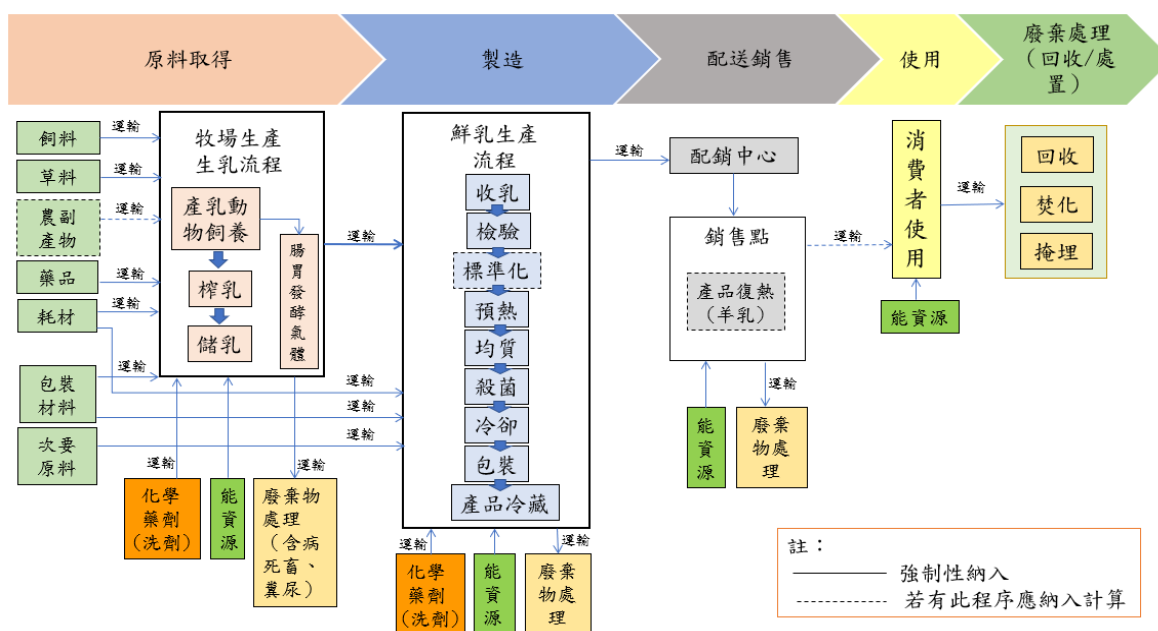 原料取得
製造
配送銷售
使用
廢棄處理
（回收/處
置）
飼料
運輸
草料
運輸
農副
產物
運輸
藥品
運輸
耗材
運輸
包裝
材料
運輸
次要
原料
牧場生產
生乳流程
產乳動
物飼養
榨乳
儲乳
腸胃發酵氣體
運輸
運輸
運輸
運輸
運輸
化學
藥劑
(洗劑)
能資源
運輸
廢棄物
處理
（含病
死畜、
糞尿）
鮮乳生產
流程
收乳
檢驗
標準化
預熱
均質
殺菌
冷卻
包裝
產品冷藏
運輸
化學
藥劑
(洗劑)
能資源
運輸
廢棄
物處
理
運輸
配銷中心
銷售點
產品復熱
（羊乳）
能資源
運輸
廢棄
物處
理
運輸
消費者使用
能資源
運輸
回收
焚化
掩埋
註：
強制性納入
若有此程序應納入計算